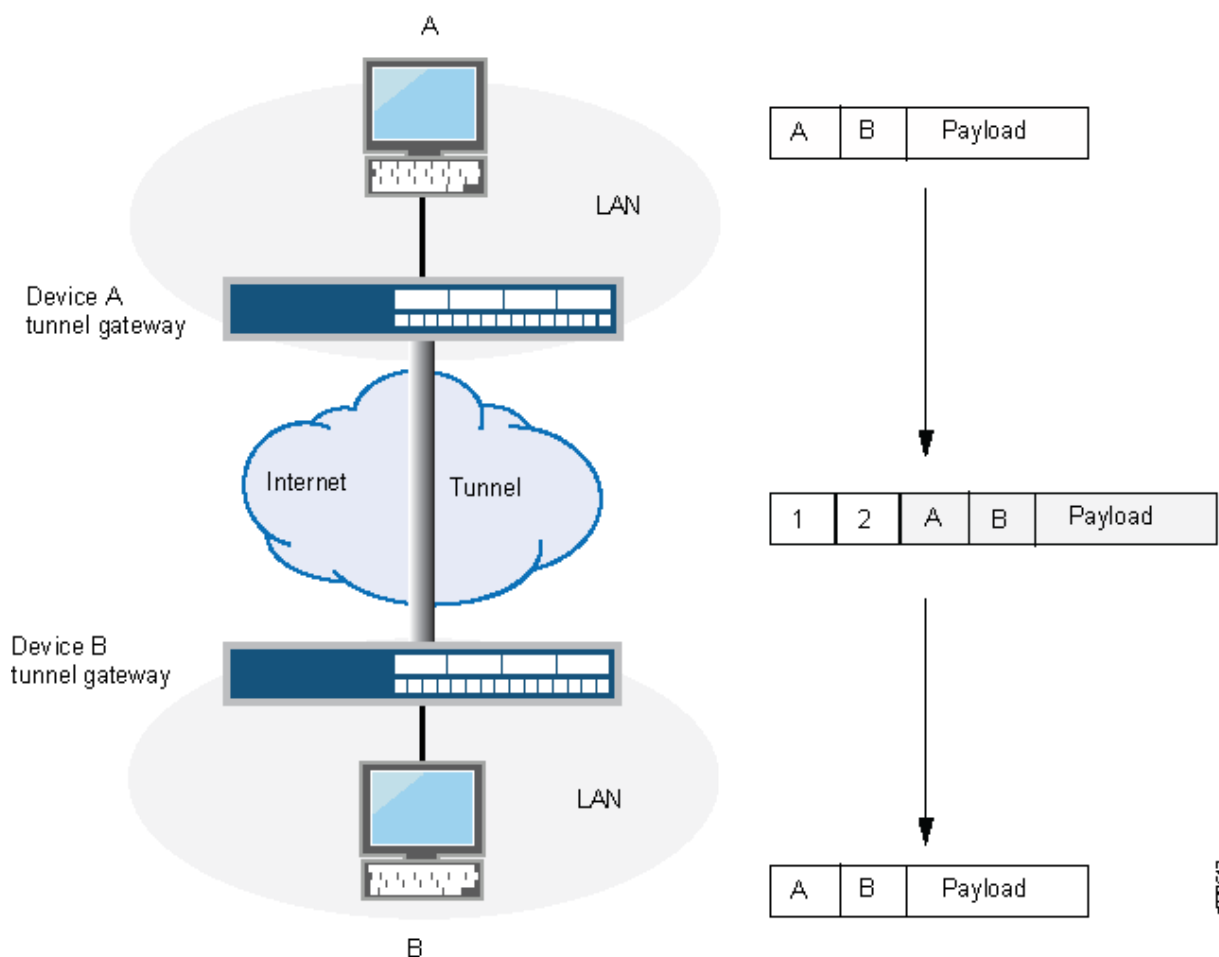 A
A B Payload
LAN
Device A
tunnel gateway
Internet
Tunnel
1 2 A B Payload
Device B
tunnel gateway
LAN
A B Payload
B